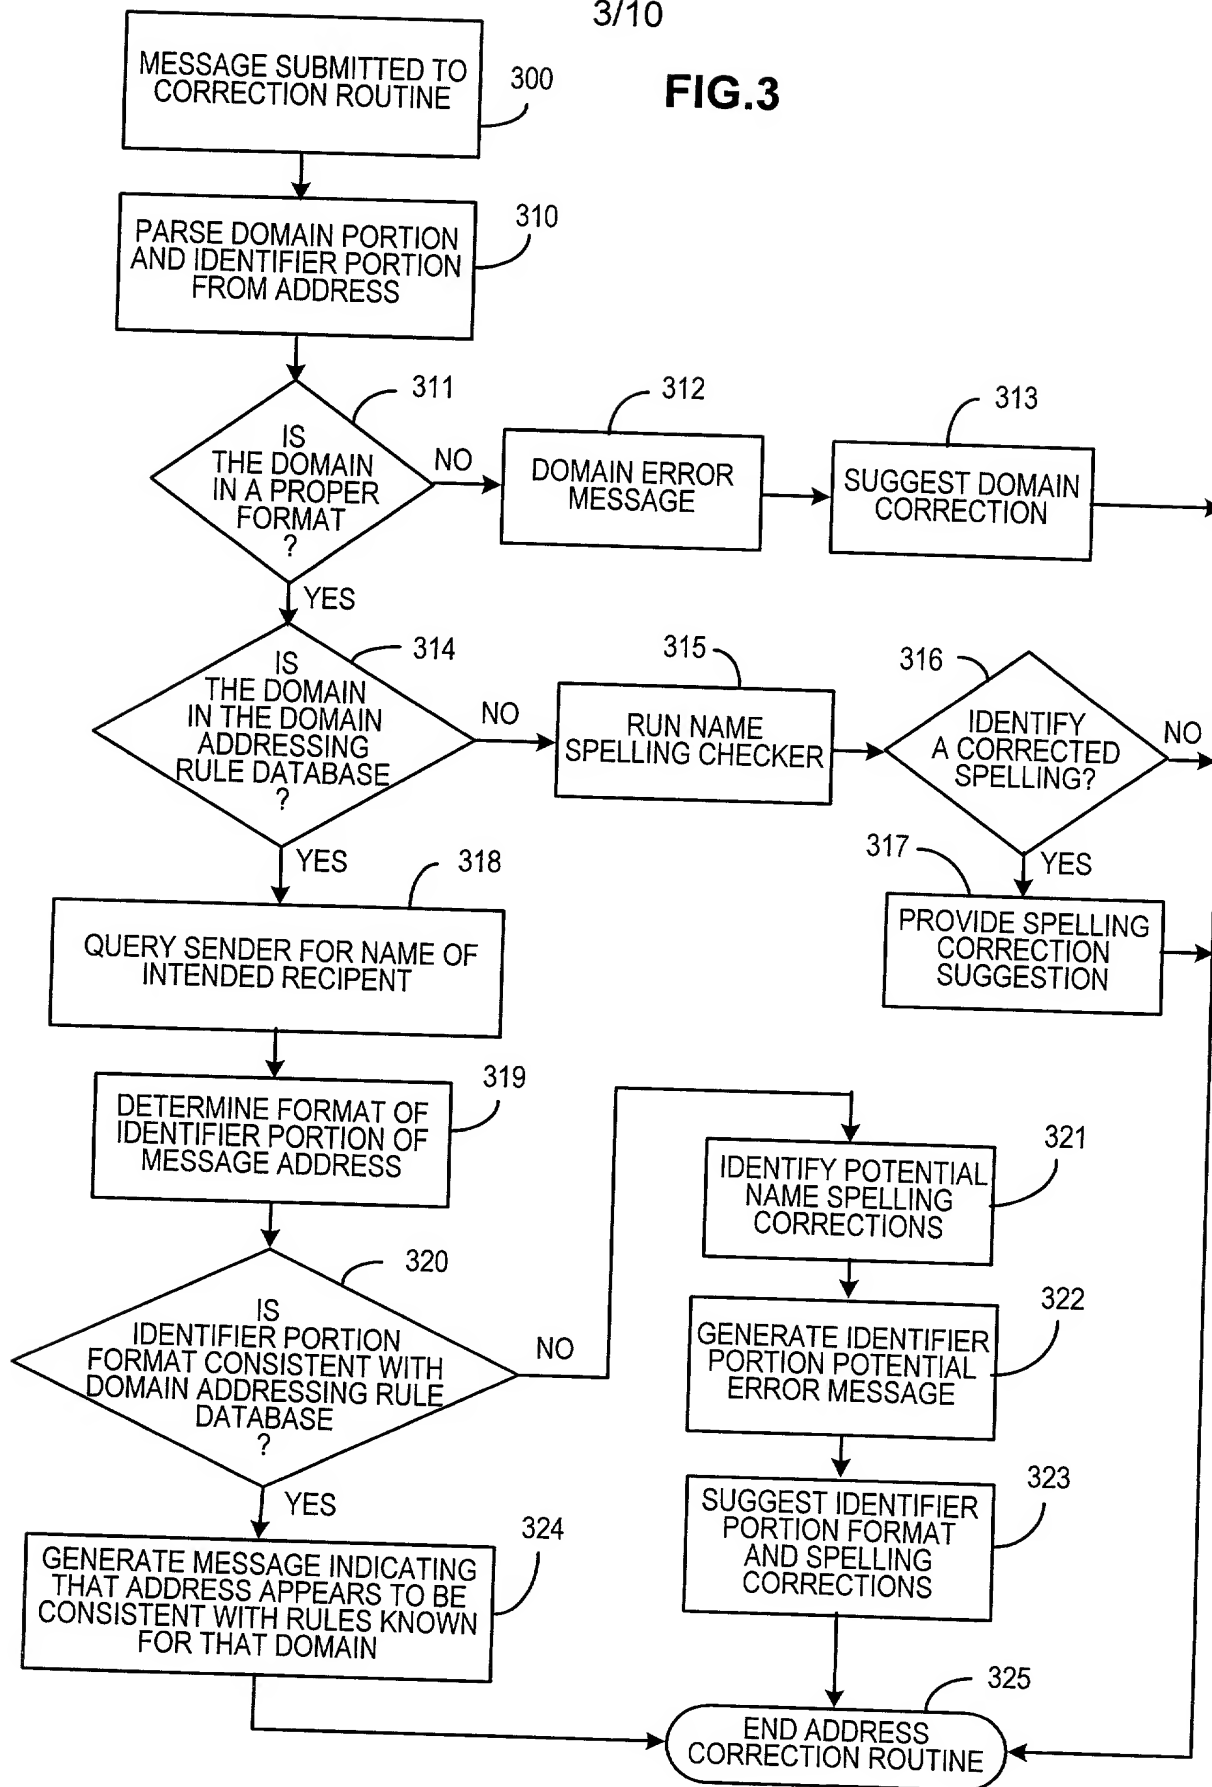 3/10
FIG.3
MESSAGE SUBMITTED TO
CORRECTION ROUTINE
300
PARSE DOMAIN PORTION
AND IDENTIFIER PORTION
FROM ADDRESS
310
311
IS
THE DOMAIN
IN A PROPER
FORMAT
?
NO
312
DOMAIN ERROR
MESSAGE
313
SUGGEST DOMAIN
CORRECTION
YES
314
IS
THE DOMAIN
IN THE DOMAIN
ADDRESSING
RULE DATABASE
?
NO
315
RUN NAME
SPELLING CHECKER
316
IDENTIFY
A CORRECTED
SPELLING?
NO
YES
317
PROVIDE SPELLING
CORRECTION
SUGGESTION
YES
318
QUERY SENDER FOR NAME OF
INTENDED RECIPENT
319
DETERMINE FORMAT OF
IDENTIFIER PORTION OF
MESSAGE ADDRESS
320
IS
IDENTIFIER PORTION
FORMAT CONSISTENT WITH
DOMAIN ADDRESSING RULE
DATABASE
?
NO
321
IDENTIFY POTENTIAL
NAME SPELLING
CORRECTIONS
322
GENERATE IDENTIFIER
PORTION POTENTIAL
ERROR MESSAGE
323
SUGGEST IDENTIFIER
PORTION FORMAT
AND SPELLING
CORRECTIONS
YES
324
GENERATE MESSAGE INDICATING
THAT ADDRESS APPEARS TO BE
CONSISTENT WITH RULES KNOWN
FOR THAT DOMAIN
325
END ADDRESS
CORRECTION ROUTINE